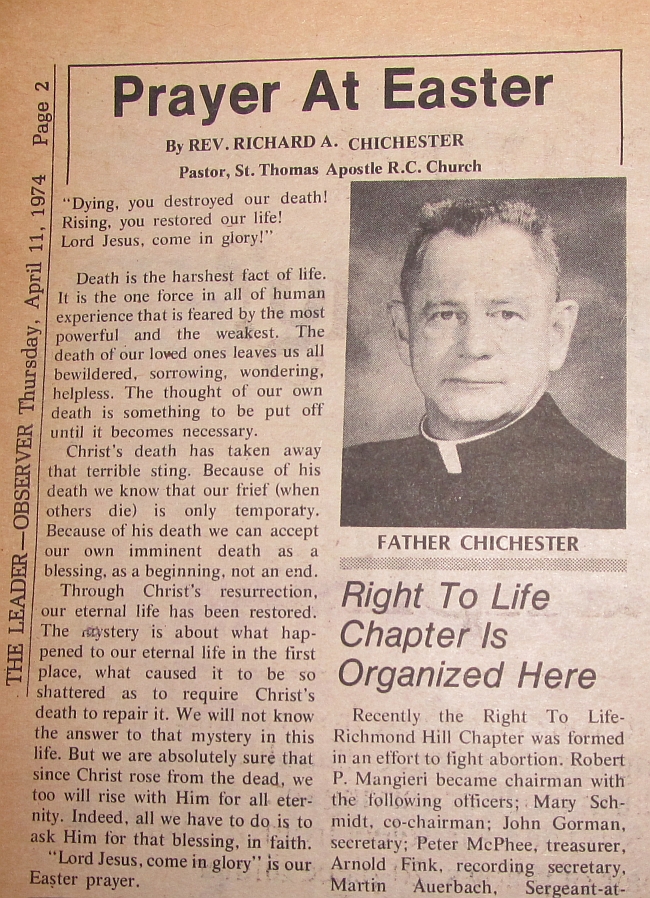 THE LEADER—OBSERVER Thursday, April 11, 1974 Page 2
Prayer At Easter
By REV. RICHARD A. CHICHESTER
Pastor, St. Thomas Apostle R.C. Church
"Dying, you destroyed our death!
Rising, you restored our life!
Lord Jesus, come in glory!"
Death is the harshest fact of life.
It is the one force in all of human
experience that is feared by the most
powerful and the weakest. The
death of our loved ones leaves us all
bewildered, sorrowing, wondering,
helpless. The thought of our own
death is something to be put off
until it becomes necessary.
Christ's death has taken away
that terrible sting. Because of his
death we know that our frief (when
others die) is only temporaty.
Because of his death we can accept
our own imminent death as a
blessing, as a beginning, not an end.
Through Christ's resurrection,
our eternal life has been restored.
The mystery is about what hap-
pened to our eternal life in the first
place, what caused it to be so
shattered as to require Christ's
death to repair it. We will not know
the answer to that mystery in this
life. But we are absolutely sure that
since Christ rose from the dead, we
too will rise with Him for all eter-
nity. Indeed, all we have to do is to
ask Him for that blessing, in faith.
"Lord Jesus, come in glory" is our
Easter prayer.
FATHER CHICHESTER
Right To Life
Chapter Is
Organized Here
Recently the Right To Life-
Richmond Hill Chapter was formed
in an effort to fight abortion. Robert
P. Mangieri became chairman with
the following officers; Mary Sch-
midt, co-chairman; John Gorman,
secretary; Peter McPhee, treasurer,
Arnold Fink, recording secretary,
Martin Auerbach, Sergeant-at-